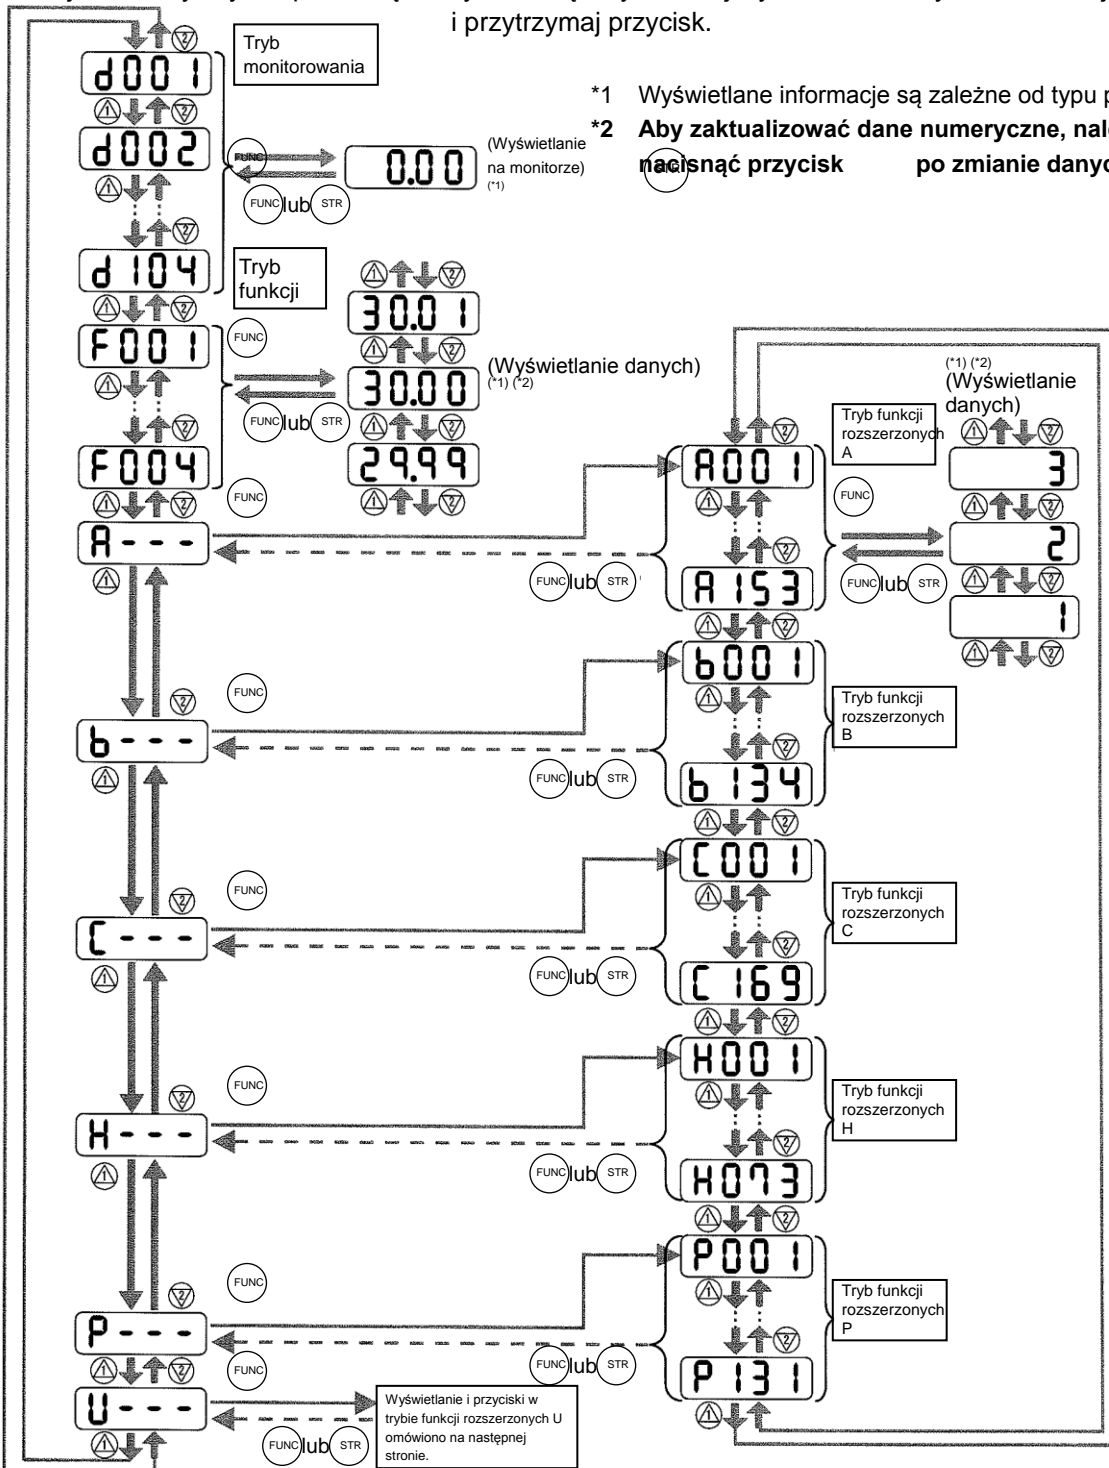 i przytrzymaj przycisk.
Tryb
monitorowania
*1 Wyświetlane informacje są zależne od typu
*2 Aby zaktualizować dane numeryczne,
nacisnąć przycisk STR po zmianie
d001
d002
FUNC
0.00
(Wyświetlanie
na monitorze)
(*1)
FUNC lub STR
d104
Tryb
funkcji
F001
FUNC
30.01
30.00
(Wyświetlanie danych)
(*1) (*2)
FUNC lub STR
29.99
F004
FUNC
A---
FUNC lub STR
A001
A153
Tryb funkcji
rozszerzonych
A
FUNC
FUNC lub STR
(*1) (*2)
(Wyświetlanie
danych)
3
2
1
b---
FUNC
FUNC lub STR
b001
b134
Tryb funkcji
rozszerzonych
B
C---
FUNC
FUNC lub STR
C001
C169
Tryb funkcji
rozszerzonych
C
H---
FUNC
FUNC lub STR
H001
H073
Tryb funkcji
rozszerzonych
H
P---
FUNC
FUNC lub STR
P001
P131
Tryb funkcji
rozszerzonych
P
U---
FUNC
FUNC lub STR
Wyświetlanie i przyciski w
trybie funkcji rozszerzonych U
omówiono na następnej
stronie.